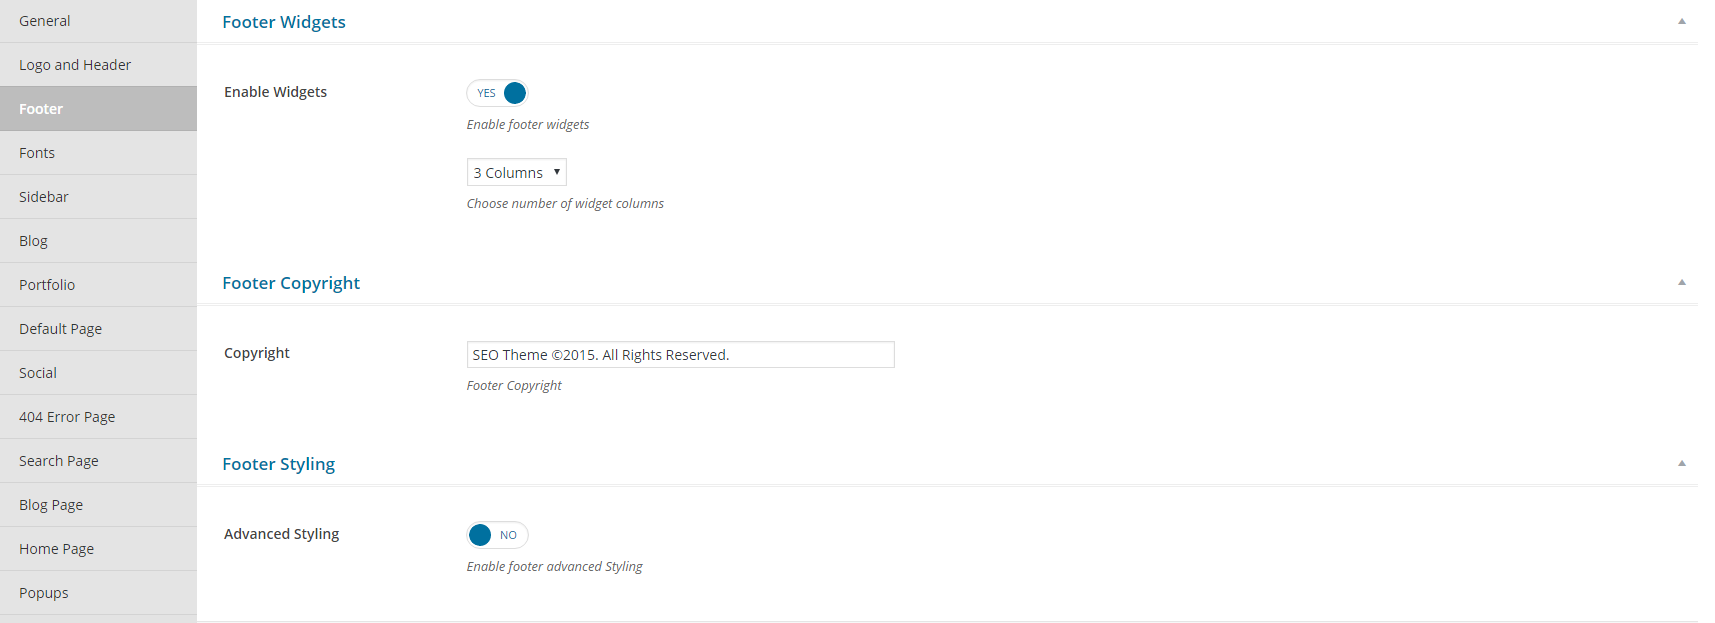 General
Logo and Header
Footer
Fonts
Sidebar
Blog
Portfolio
Default Page
Social
404 Error Page
Search Page
Blog Page
Home Page
Popups
Footer Widgets
Enable Widgets
YES
Enable footer widgets
3 Columns
Choose number of widget columns
Footer Copyright
Copyright
SEO Theme ©2015. All Rights Reserved.
Footer Copyright
Footer Styling
Advanced Styling
NO
Enable footer advanced Styling